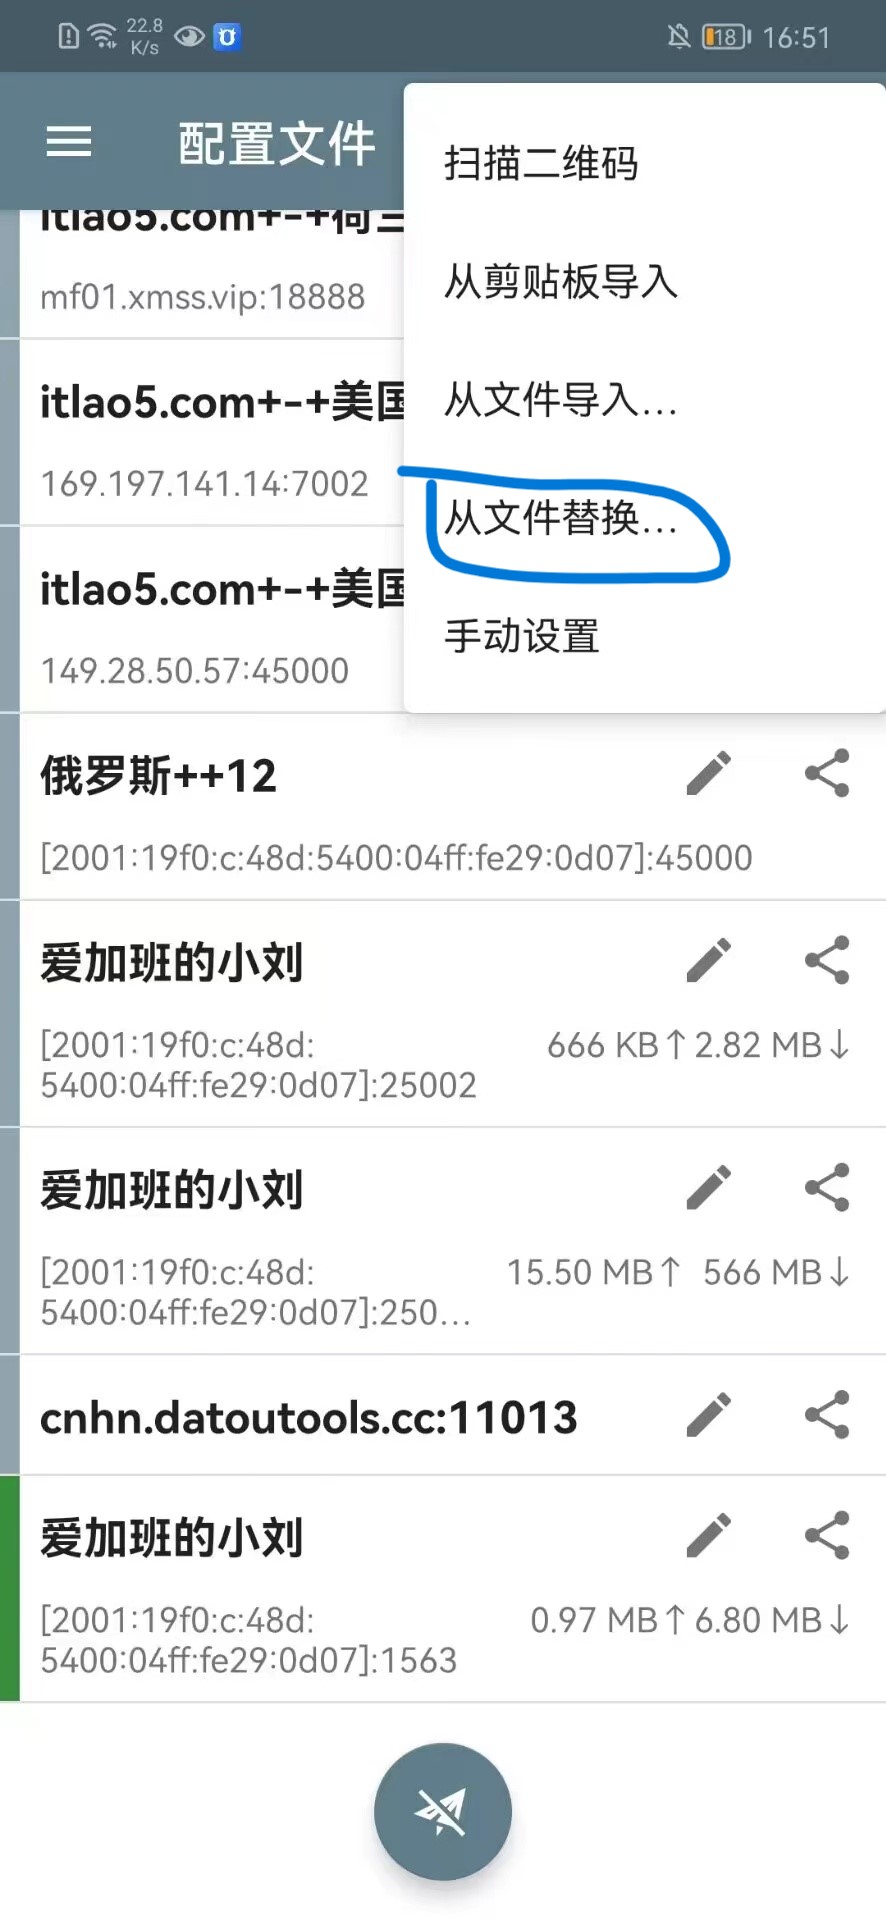 22.8
K/s
18
16:51
配置文件
扫描二维码
从剪贴板导入
从文件导入...
从文件替换...
手动设置
itlao5.com+-+荷兰
mf01.xmss.vip:18888
itlao5.com+-+美国
169.197.141.14:7002
itlao5.com+-+美国
149.28.50.57:45000
俄罗斯++12
[2001:19f0:c:48d:5400:04ff:fe29:0d07]:45000
爱加班的小刘
[2001:19f0:c:48d:
5400:04ff:fe29:0d07]:25002
666 KB↑ 2.82 MB↓
爱加班的小刘
[2001:19f0:c:48d:
5400:04ff:fe29:0d07]:250...
15.50 MB↑ 566 MB↓
cnhn.datoutools.cc:11013
爱加班的小刘
[2001:19f0:c:48d:
5400:04ff:fe29:0d07]:1563
0.97 MB↑ 6.80 MB↓